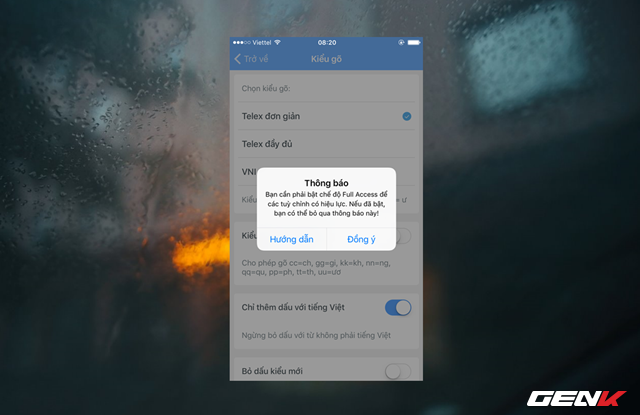 Viettel 08:20
Trở về Kiểu gõ
Chọn kiểu gõ:
Telex đơn giản
Telex đầy đủ
VNI
Thông báo
Bạn cần phải bật chế độ Full Access để
các tuỳ chỉnh có hiệu lực. Nếu đã bật,
bạn có thể bỏ qua thông báo này!
Hướng dẫn Đồng ý
Cho phép gõ cc=ch, gg=gi, kk=kh, nn=ng,
qq=qu, pp=ph, tt=th, uu=ươ
Chỉ thêm dấu với tiếng Việt
Ngừng bỏ dấu với từ không phải tiếng Việt
Bỏ dấu kiểu mới
GENK